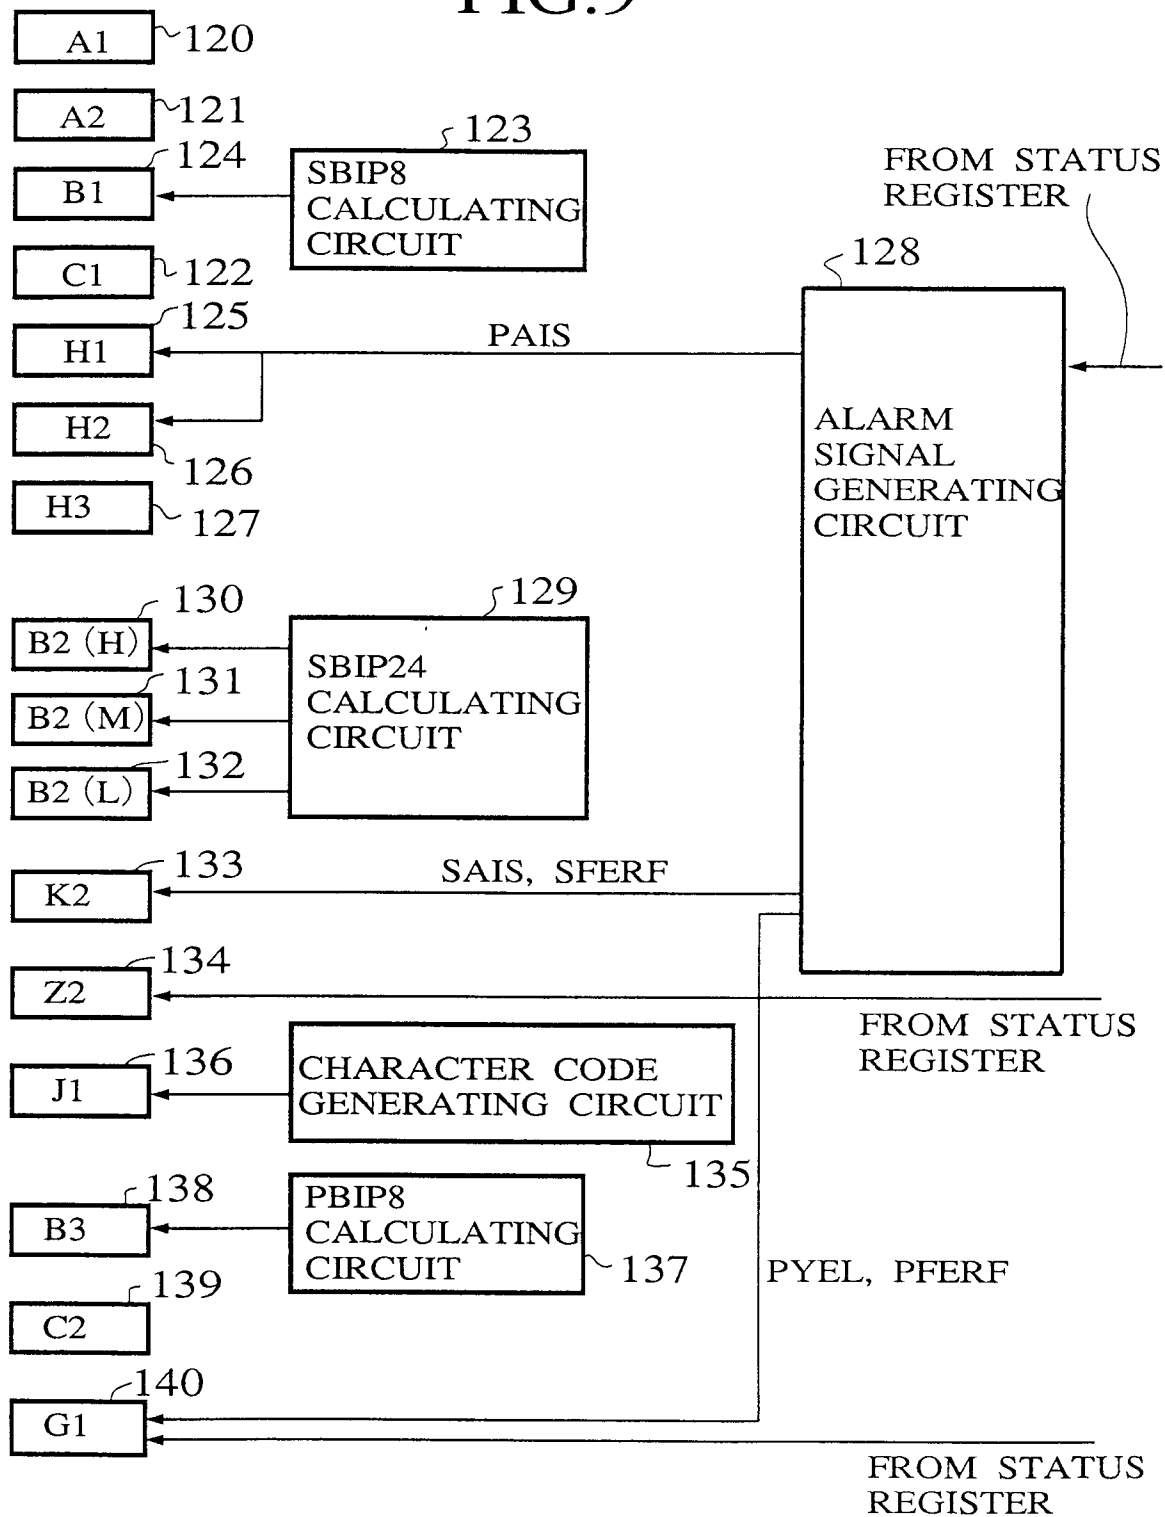 FIG.9
A1
120
A2
121
124
123
B1
SBIP8
CALCULATING
CIRCUIT
FROM STATUS
REGISTER
C1
122
128
125
H1
PAIS
H2
126
ALARM
SIGNAL
GENERATING
CIRCUIT
H3
127
130
129
B2 (H)
131
SBIP24
CALCULATING
CIRCUIT
B2 (M)
132
B2 (L)
133
SAIS, SFERF
K2
134
Z2
FROM STATUS
REGISTER
136
J1
CHARACTER CODE
GENERATING CIRCUIT
135
138
B3
PBIP8
CALCULATING
CIRCUIT
137
PYEL, PFERF
139
C2
140
G1
FROM STATUS
REGISTER